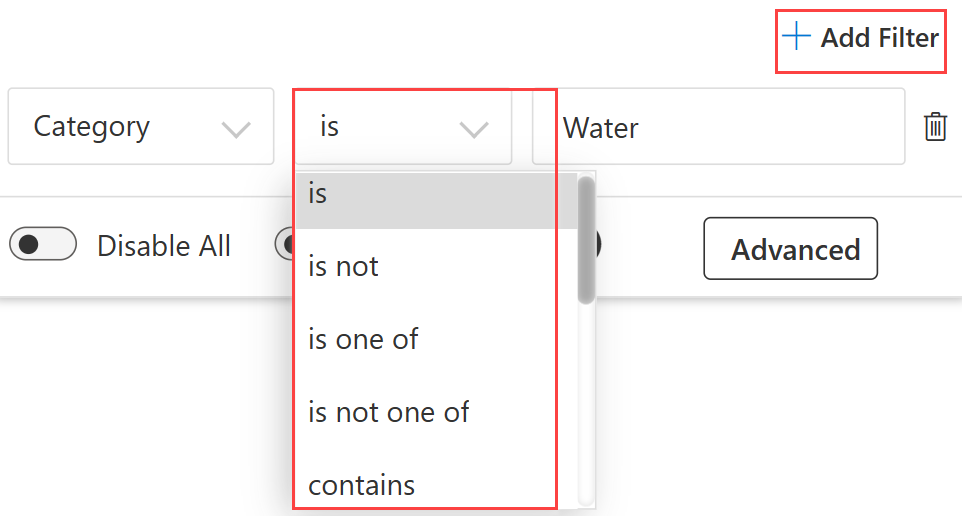 Add Filter
Category
is
Water
is
Disable All
is not
Advanced
is one of
is not one of
contains